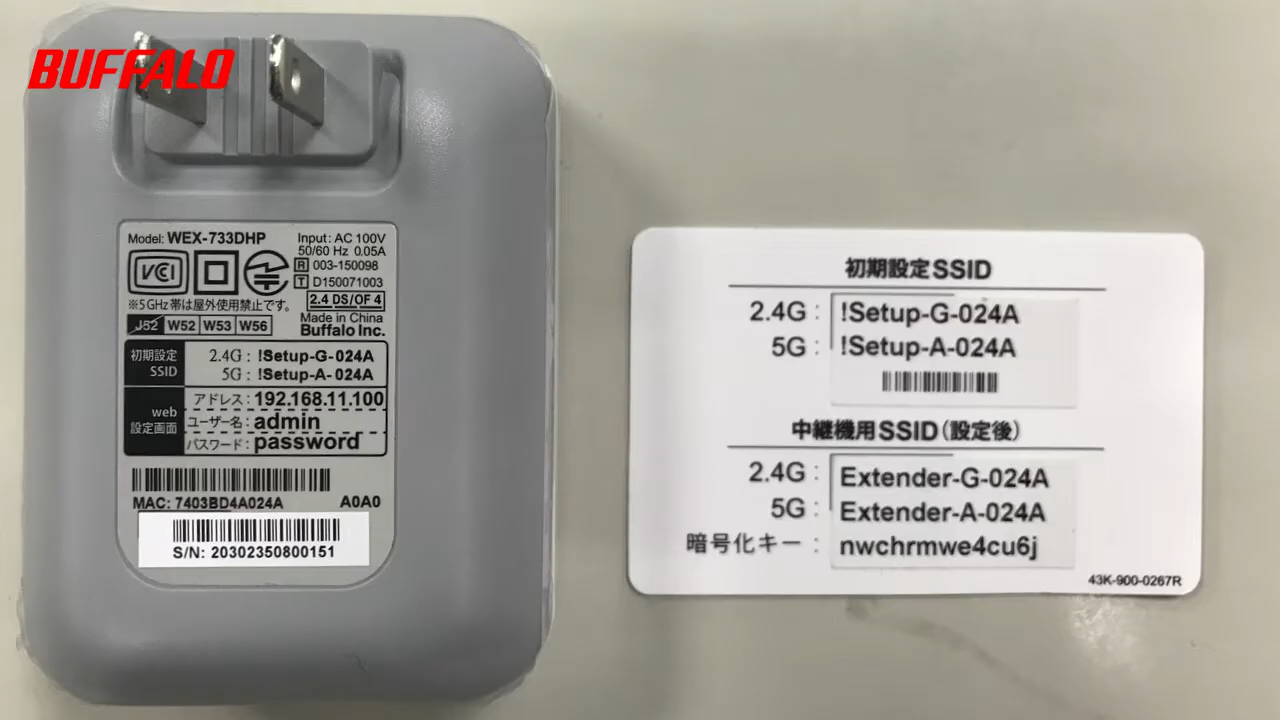 BUFFALO
Model: WEX-733DHP
Input: AC 100V
50/60 Hz 0.05A
VCI
R 003-150098
T D150071003
※5GHz帯は屋外使用禁止です。
2.4 DS/OF 4
J52 W52 W53 W56
Made in China
Buffalo Inc.
初期設定 SSID
2.4G : !Setup-G-024A
5G : !Setup-A-024A
web 設定画面
アドレス : 192.168.11.100
ユーザー名 : admin
パスワード : password
MAC: 7403BD4A024A A0A0
S/N: 20302350800151
初期設定SSID
2.4G : !Setup-G-024A
5G : !Setup-A-024A
中継機用SSID(設定後)
2.4G : Extender-G-024A
5G : Extender-A-024A
暗号化キー : nwchrmwe4cu6j
43K-900-0267R